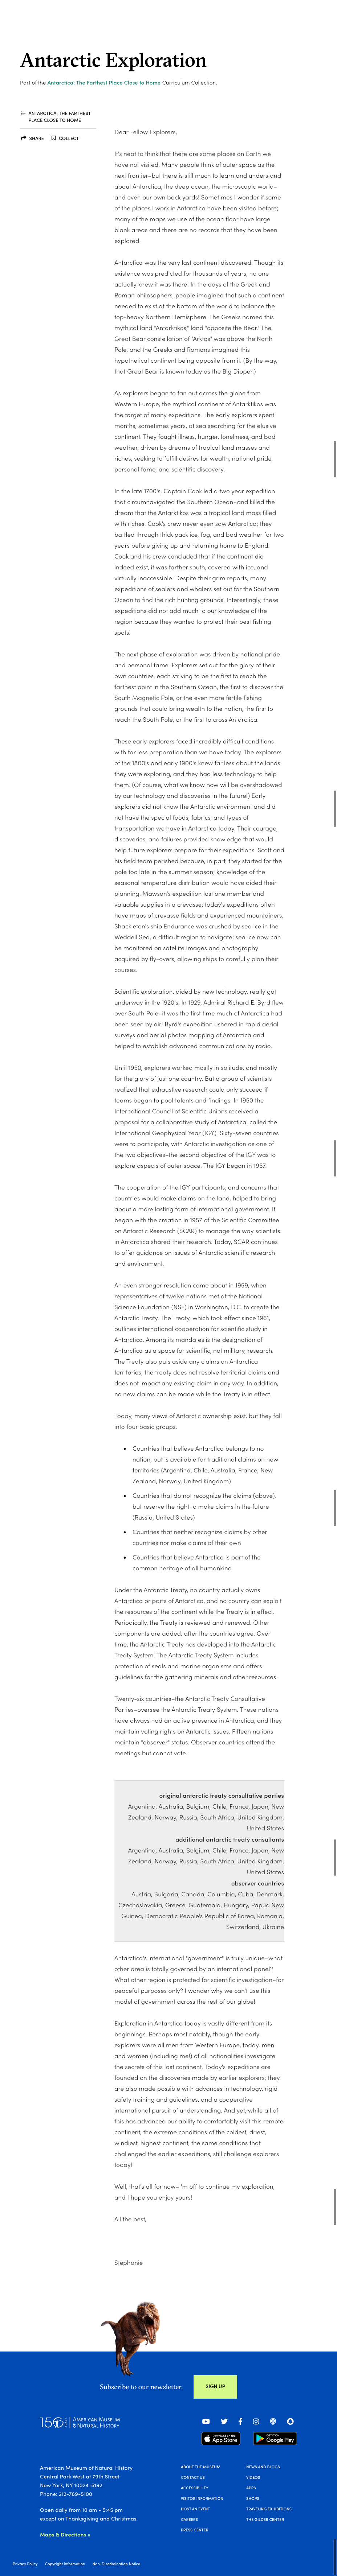 Antarctic Exploration
Part of the Antarctica: The Farthest Place Close to Home Curriculum Collection.
ANTARCTICA: THE FARTHEST
PLACE CLOSE TO HOME
SHARE COLLECT
Dear Fellow Explorers,
It's neat to think that there are some places on Earth we
have not visited. Many people think of outer space as the
next frontier–but there is still much to learn and understand
about Antarctica, the deep ocean, the microscopic world–
and even our own back yards! Sometimes I wonder if some
of the places I work in Antarctica have been visited before;
many of the maps we use of the ocean floor have large
blank areas and there are no records that they have been
explored.
Antarctica was the very last continent discovered. Though its
existence was predicted for thousands of years, no one
actually knew it was there! In the days of the Greek and
Roman philosophers, people imagined that such a continent
needed to exist at the bottom of the world to balance the
top-heavy Northern Hemisphere. The Greeks named this
mythical land "Antarktikos," land "opposite the Bear." The
Great Bear constellation of "Arktos" was above the North
Pole, and the Greeks and Romans imagined this
hypothetical continent being opposite from it. (By the way,
that Great Bear is known today as the Big Dipper.)
As explorers began to fan out across the globe from
Western Europe, the mythical continent of Antarktikos was
the target of many expeditions. The early explorers spent
months, sometimes years, at sea searching for the elusive
continent. They fought illness, hunger, loneliness, and bad
weather, driven by dreams of tropical land masses and
riches, seeking to fulfill desires for wealth, national pride,
personal fame, and scientific discovery.
In the late 1700's, Captain Cook led a two year expedition
that circumnavigated the Southern Ocean–and killed the
dream that the Antarktikos was a tropical land mass filled
with riches. Cook's crew never even saw Antarctica; they
battled through thick pack ice, fog, and bad weather for two
years before giving up and returning home to England.
Cook and his crew concluded that if the continent did
indeed exist, it was farther south, covered with ice, and
virtually inaccessible. Despite their grim reports, many
expeditions of sealers and whalers set out for the Southern
Ocean to find the rich hunting grounds. Interestingly, these
expeditions did not add much to our knowledge of the
region because they wanted to protect their best fishing
spots.
The next phase of exploration was driven by national pride
and personal fame. Explorers set out for the glory of their
own countries, each striving to be the first to reach the
farthest point in the Southern Ocean, the first to discover the
South Magnetic Pole, or the even more fertile fishing
grounds that could bring wealth to the nation, the first to
reach the South Pole, or the first to cross Antarctica.
These early explorers faced incredibly difficult conditions
with far less preparation than we have today. The explorers
of the 1800's and early 1900's knew far less about the lands
they were exploring, and they had less technology to help
them. (Of course, what we know now will be overshadowed
by our technology and discoveries in the future!) Early
explorers did not know the Antarctic environment and did
not have the special foods, fabrics, and types of
transportation we have in Antarctica today. Their courage,
discoveries, and failures provided knowledge that would
help future explorers prepare for their expeditions. Scott and
his field team perished because, in part, they started for the
pole too late in the summer season; knowledge of the
seasonal temperature distribution would have aided their
planning. Mawson's expedition lost one member and
valuable supplies in a crevasse; today's expeditions often
have maps of crevasse fields and experienced mountaineers.
Shackleton's ship Endurance was crushed by sea ice in the
Weddell Sea, a difficult region to navigate; sea ice now can
be monitored on satellite images and photography
acquired by fly-overs, allowing ships to carefully plan their
courses.
Scientific exploration, aided by new technology, really got
underway in the 1920's. In 1929, Admiral Richard E. Byrd flew
over South Pole–it was the first time much of Antarctica had
been seen by air! Byrd's expedition ushered in rapid aerial
surveys and aerial photos mapping of Antarctica and
helped to establish advanced communications by radio.
Until 1950, explorers worked mostly in solitude, and mostly
for the glory of just one country. But a group of scientists
realized that exhaustive research could only succeed if
teams began to pool talents and findings. In 1950 the
International Council of Scientific Unions received a
proposal for a collaborative study of Antarctica, called the
International Geophysical Year (IGY). Sixty-seven countries
were to participate, with Antarctic investigation as one of
the two objectives–the second objective of the IGY was to
explore aspects of outer space. The IGY began in 1957.
The cooperation of the IGY participants, and concerns that
countries would make claims on the land, helped to bring
about a more lasting form of international government. It
began with the creation in 1957 of the Scientific Committee
on Antarctic Research (SCAR) to manage the way scientists
in Antarctica shared their research. Today, SCAR continues
to offer guidance on issues of Antarctic scientific research
and environment.
An even stronger resolution came about in 1959, when
representatives of twelve nations met at the National
Science Foundation (NSF) in Washington, D.C. to create the
Antarctic Treaty. The Treaty, which took effect since 1961,
outlines international cooperation for scientific study in
Antarctica. Among its mandates is the designation of
Antarctica as a space for scientific, not military, research.
The Treaty also puts aside any claims on Antarctica
territories; the treaty does not resolve territorial claims and
does not impact any existing claim in any way. In addition,
no new claims can be made while the Treaty is in effect.
Today, many views of Antarctic ownership exist, but they fall
into four basic groups.
• Countries that believe Antarctica belongs to no
nation, but is available for traditional claims on new
territories (Argentina, Chile, Australia, France, New
Zealand, Norway, United Kingdom)
• Countries that do not recognize the claims (above),
but reserve the right to make claims in the future
(Russia, United States)
• Countries that neither recognize claims by other
countries nor make claims of their own
• Countries that believe Antarctica is part of the
common heritage of all humankind
Under the Antarctic Treaty, no country actually owns
Antarctica or parts of Antarctica, and no country can exploit
the resources of the continent while the Treaty is in effect.
Periodically, the Treaty is reviewed and renewed. Other
components are added, after the countries agree. Over
time, the Antarctic Treaty has developed into the Antarctic
Treaty System. The Antarctic Treaty System includes
protection of seals and marine organisms and offers
guidelines for the gathering minerals and other resources.
Twenty-six countries–the Antarctic Treaty Consultative
Parties–oversee the Antarctic Treaty System. These nations
have always had an active presence in Antarctica, and they
maintain voting rights on Antarctic issues. Fifteen nations
maintain "observer" status. Observer countries attend the
meetings but cannot vote.
original antarctic treaty consultative parties
Argentina, Australia, Belgium, Chile, France, Japan, New
Zealand, Norway, Russia, South Africa, United Kingdom,
United States
additional antarctic treaty consultants
Argentina, Australia, Belgium, Chile, France, Japan, New
Zealand, Norway, Russia, South Africa, United Kingdom,
United States
observer countries
Austria, Bulgaria, Canada, Columbia, Cuba, Denmark,
Czechoslovakia, Greece, Guatemala, Hungary, Papua New
Guinea, Democratic People's Republic of Korea, Romania,
Switzerland, Ukraine
Antarctica's international "government" is truly unique–what
other area is totally governed by an international panel?
What other region is protected for scientific investigation–for
peaceful purposes only? I wonder why we can't use this
model of government across the rest of our globe!
Exploration in Antarctica today is vastly different from its
beginnings. Perhaps most notably, though the early
explorers were all men from Western Europe, today, men
and women (including me!) of all nationalities investigate
the secrets of this last continent. Today's expeditions are
founded on the discoveries made by earlier explorers; they
are also made possible with advances in technology, rigid
safety training and guidelines, and a cooperative
international pursuit of understanding. And yet, while all of
this has advanced our ability to comfortably visit the remote
continent, the extreme conditions of the coldest, driest,
windiest, highest continent, the same conditions that
challenged the earlier expeditions, still challenge explorers
today!
Well, that's all for now–I'm off to continue my exploration,
and I hope you enjoy yours!
All the best,
Stephanie
Subscribe to our newsletter.
SIGN UP
150 AMERICAN MUSEUM
& NATURAL HISTORY
Download on the App Store
GET IT ON Google Play
American Museum of Natural History
Central Park West at 79th Street
New York, NY 10024-5192
Phone: 212-769-5100
Open daily from 10 am - 5:45 pm
except on Thanksgiving and Christmas.
Maps & Directions »
ABOUT THE MUSEUM
CONTACT US
ACCESSIBILITY
VISITOR INFORMATION
HOST AN EVENT
CAREERS
PRESS CENTER
NEWS AND BLOGS
VIDEOS
APPS
SHOPS
TRAVELING EXHIBITIONS
THE GILDER CENTER
Privacy Policy Copyright Information Non-Discrimination Notice